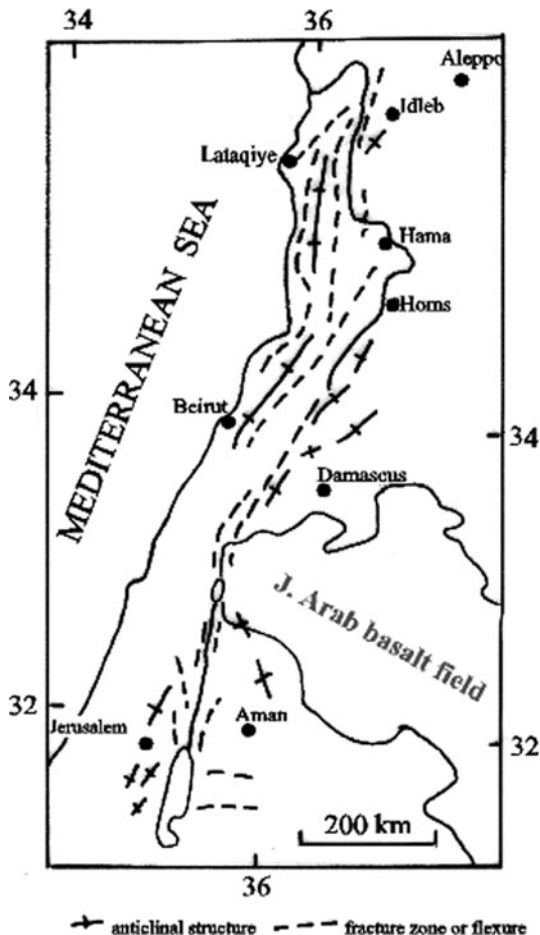 34
36
Aleppo
Idleb
Lataqiye
Hama
Homs
MEDITERRANEAN SEA
34
Beirut
34
Damascus
J. Arab basalt field
32
Jerusalem
Aman
32
200 km
36
anticlinal structure
fracture zone or flexure